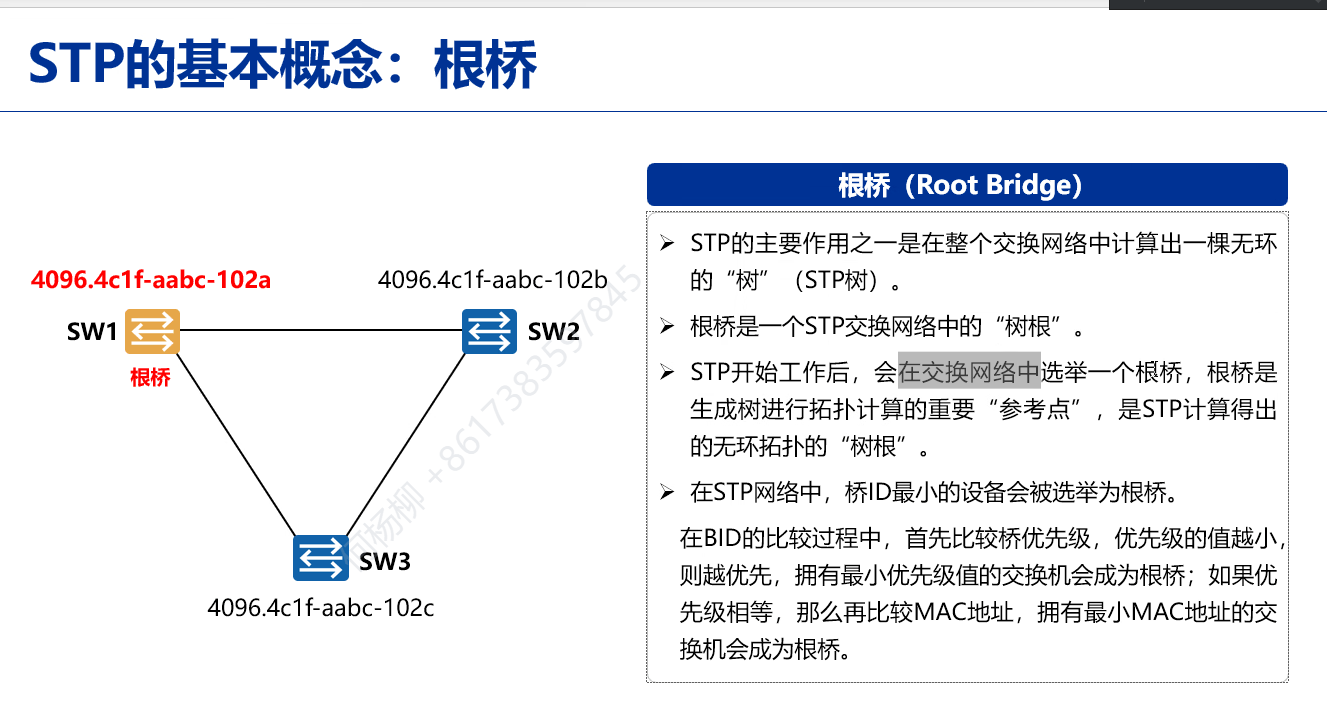 STP的基本概念：根桥
4096.4c1f-aabc-102a
4096.4c1f-aabc-102b
SW1
SW2
根桥
SW3
4096.4c1f-aabc-102c
杨柳 +8617383597845
根桥（Root Bridge）
STP的主要作用之一是在整个交换网络中计算出一棵无环
的“树”（STP树）。
根桥是一个STP交换网络中的“树根”。
STP开始工作后，会在交换网络中选举一个根桥，根桥是
生成树进行拓扑计算的重要“参考点”，是STP计算得出
的无环拓扑的“树根”。
在STP网络中，桥ID最小的设备会被选举为根桥。
在BID的比较过程中，首先比较桥优先级，优先级的值越小，
则越优先，拥有最小优先级值的交换机会成为根桥；如果优
先级相等，那么再比较MAC地址，拥有最小MAC地址的交
换机会成为根桥。